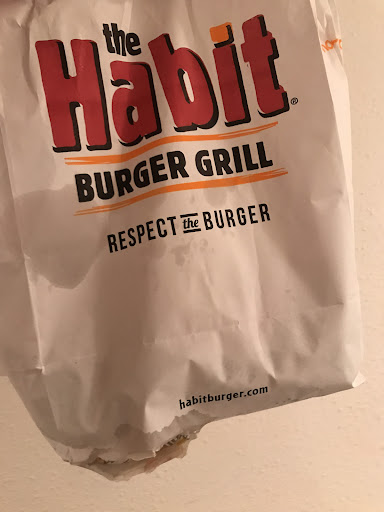 the
Habit®
BURGER GRILL
RESPECT the BURGER
habitburger.com